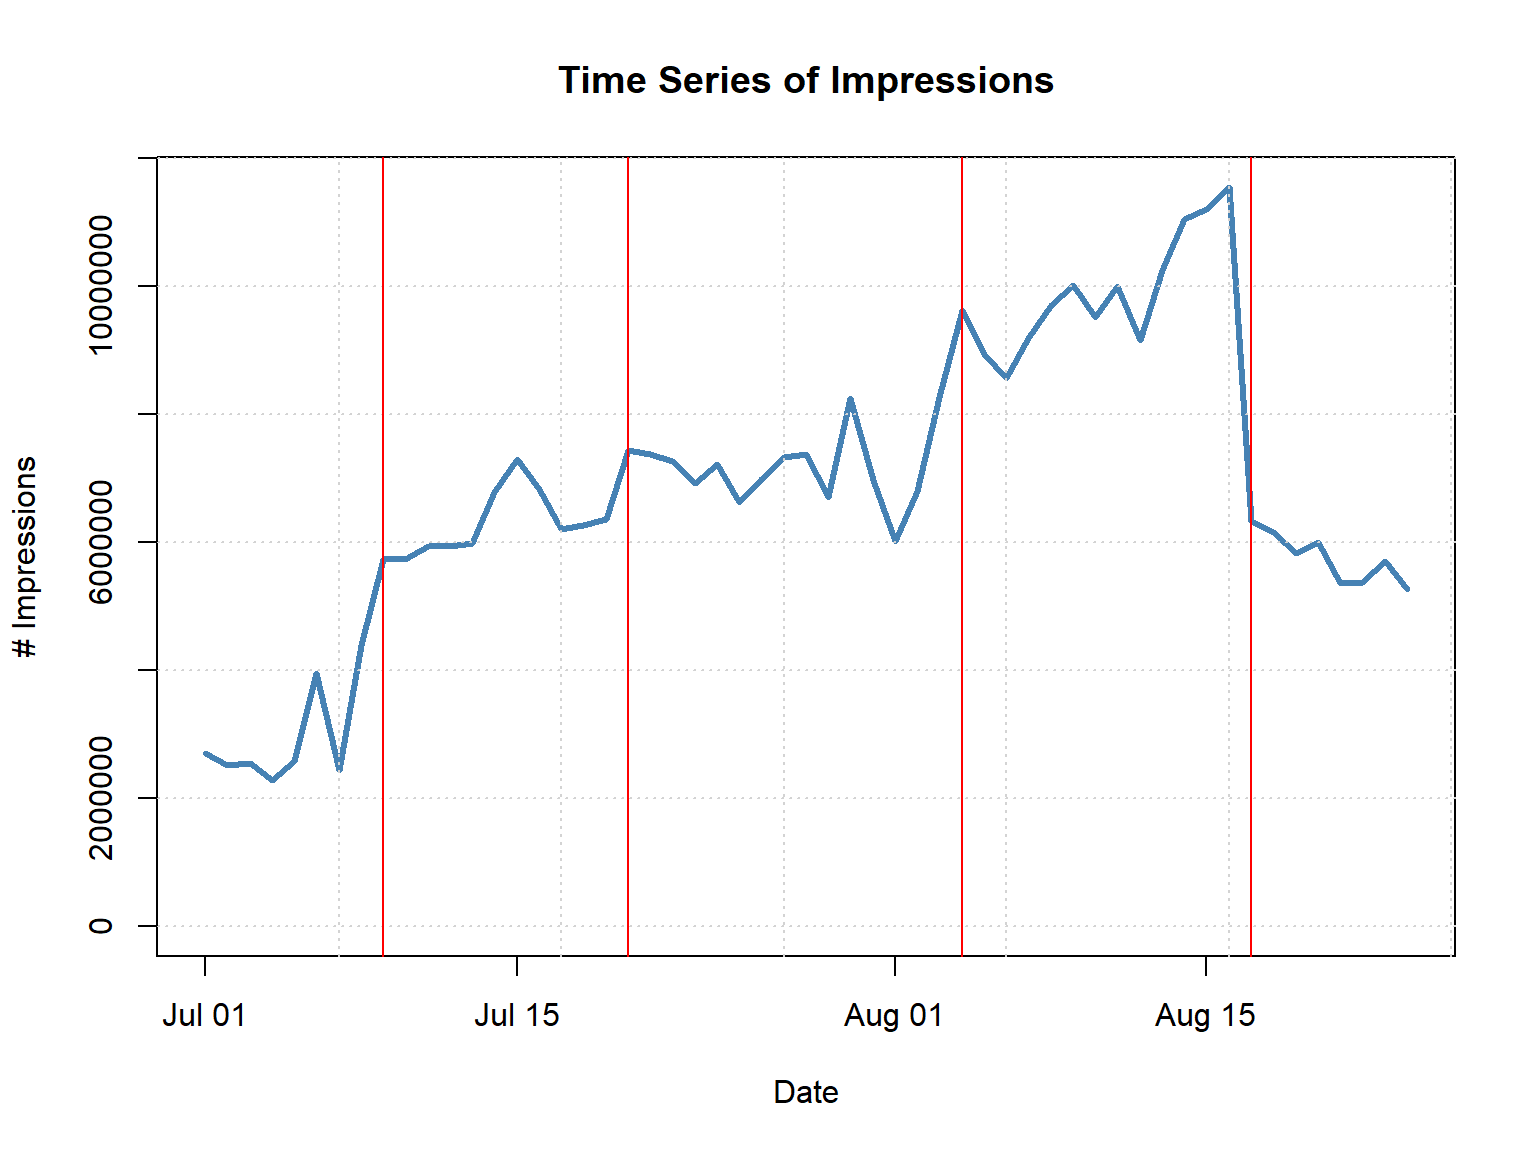 Time Series of Impressions
# Impressions
10000000
6000000
2000000
0
Jul 01
Jul 15
Aug 01
Aug 15
Date